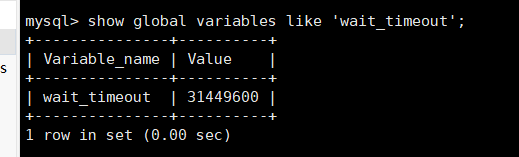 mysql> show global variables like 'wait_timeout';
+---------------+----------+
| Variable_name | Value    |
+---------------+----------+
| wait_timeout  | 31449600 |
+---------------+----------+
1 row in set (0.00 sec)
s